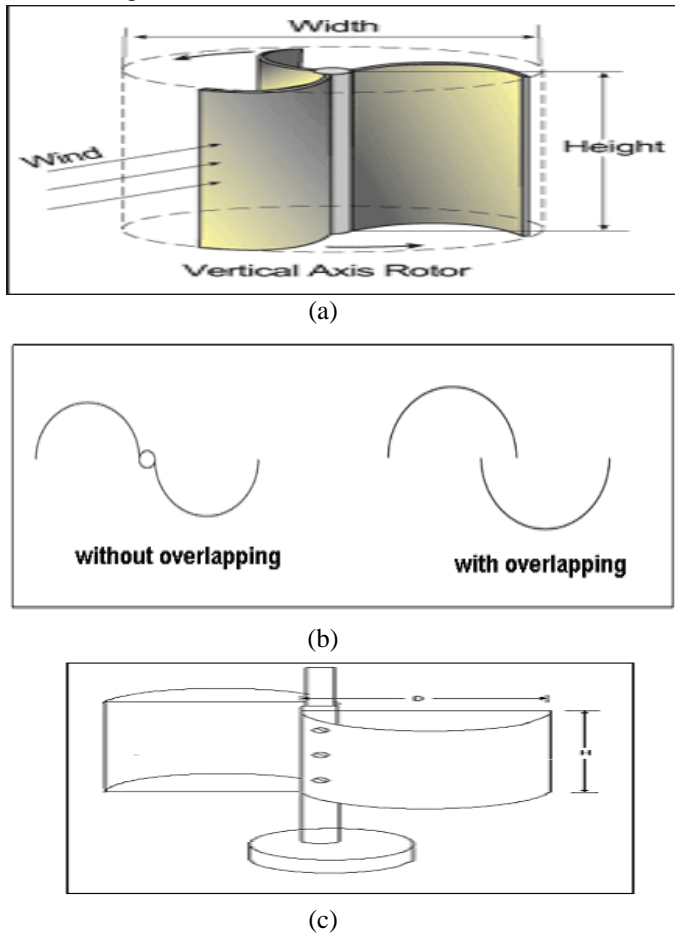 Width
Wind
Height
Vertical Axis Rotor
(a)
without overlapping
with overlapping
(b)
D
H
(c)